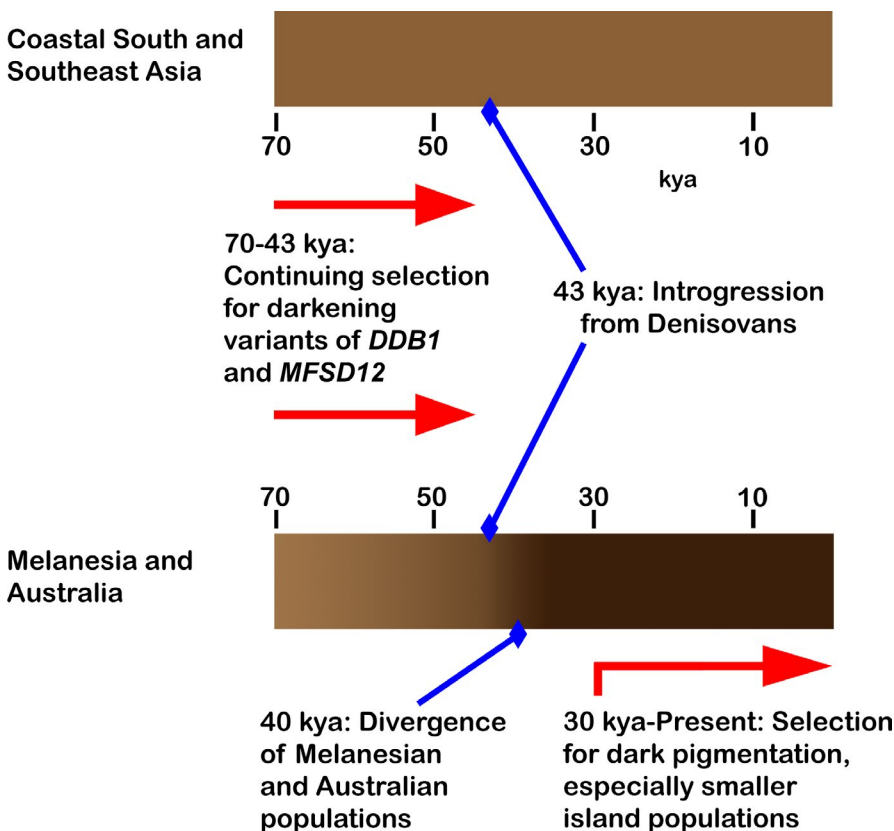 Coastal South and
Southeast Asia
70 50 30 10
kya
70-43 kya:
Continuing selection
for darkening
variants of DDB1
and MFSD12
43 kya: Introgression
from Denisovans
70 50 30 10
Melanesia and
Australia
40 kya: Divergence
of Melanesian
and Australian
populations
30 kya-Present: Selection
for dark pigmentation,
especially smaller
island populations